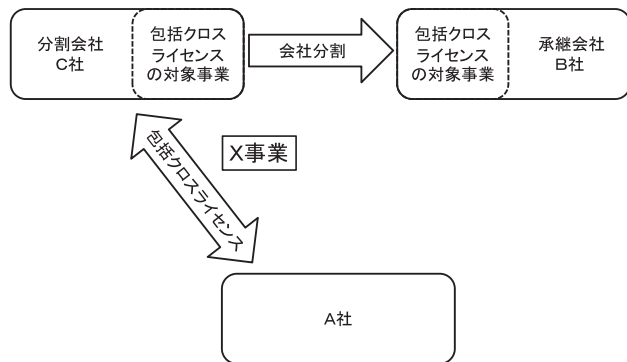 分割会社
C社
包括クロス
ライセンス
の対象事業
会社分割
包括クロス
ライセンス
の対象事業
承継会社
B社
包括クロスライセンス
X事業
A社